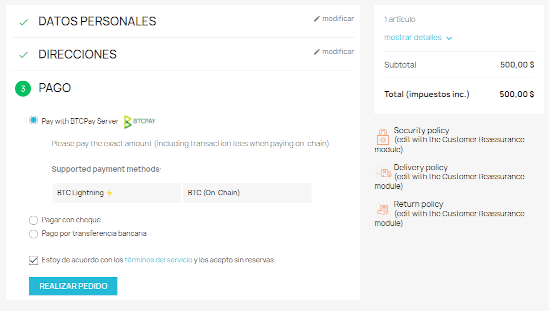 DATOS PERSONALES
modificar
DIRECCIONES
modificar
3 PAGO
Pay with BTCPay Server BTCPAY
Please pay the exact amount (including transaction fees when paying on-chain)
Supported payment methods:
BTC Lightning
BTC (On-Chain)
Pagar con cheque
Pago por transferencia bancaria
Estoy de acuerdo con los términos del servicio y los acepto sin reservas.
REALIZAR PEDIDO
1 artículo
mostrar detalles
Subtotal 500,00 $
Total (impuestos inc.) 500,00 $
Security policy
(edit with the Customer Reassurance
module)
Delivery policy
(edit with the Customer Reassurance
module)
Return policy
(edit with the Customer Reassurance
module)